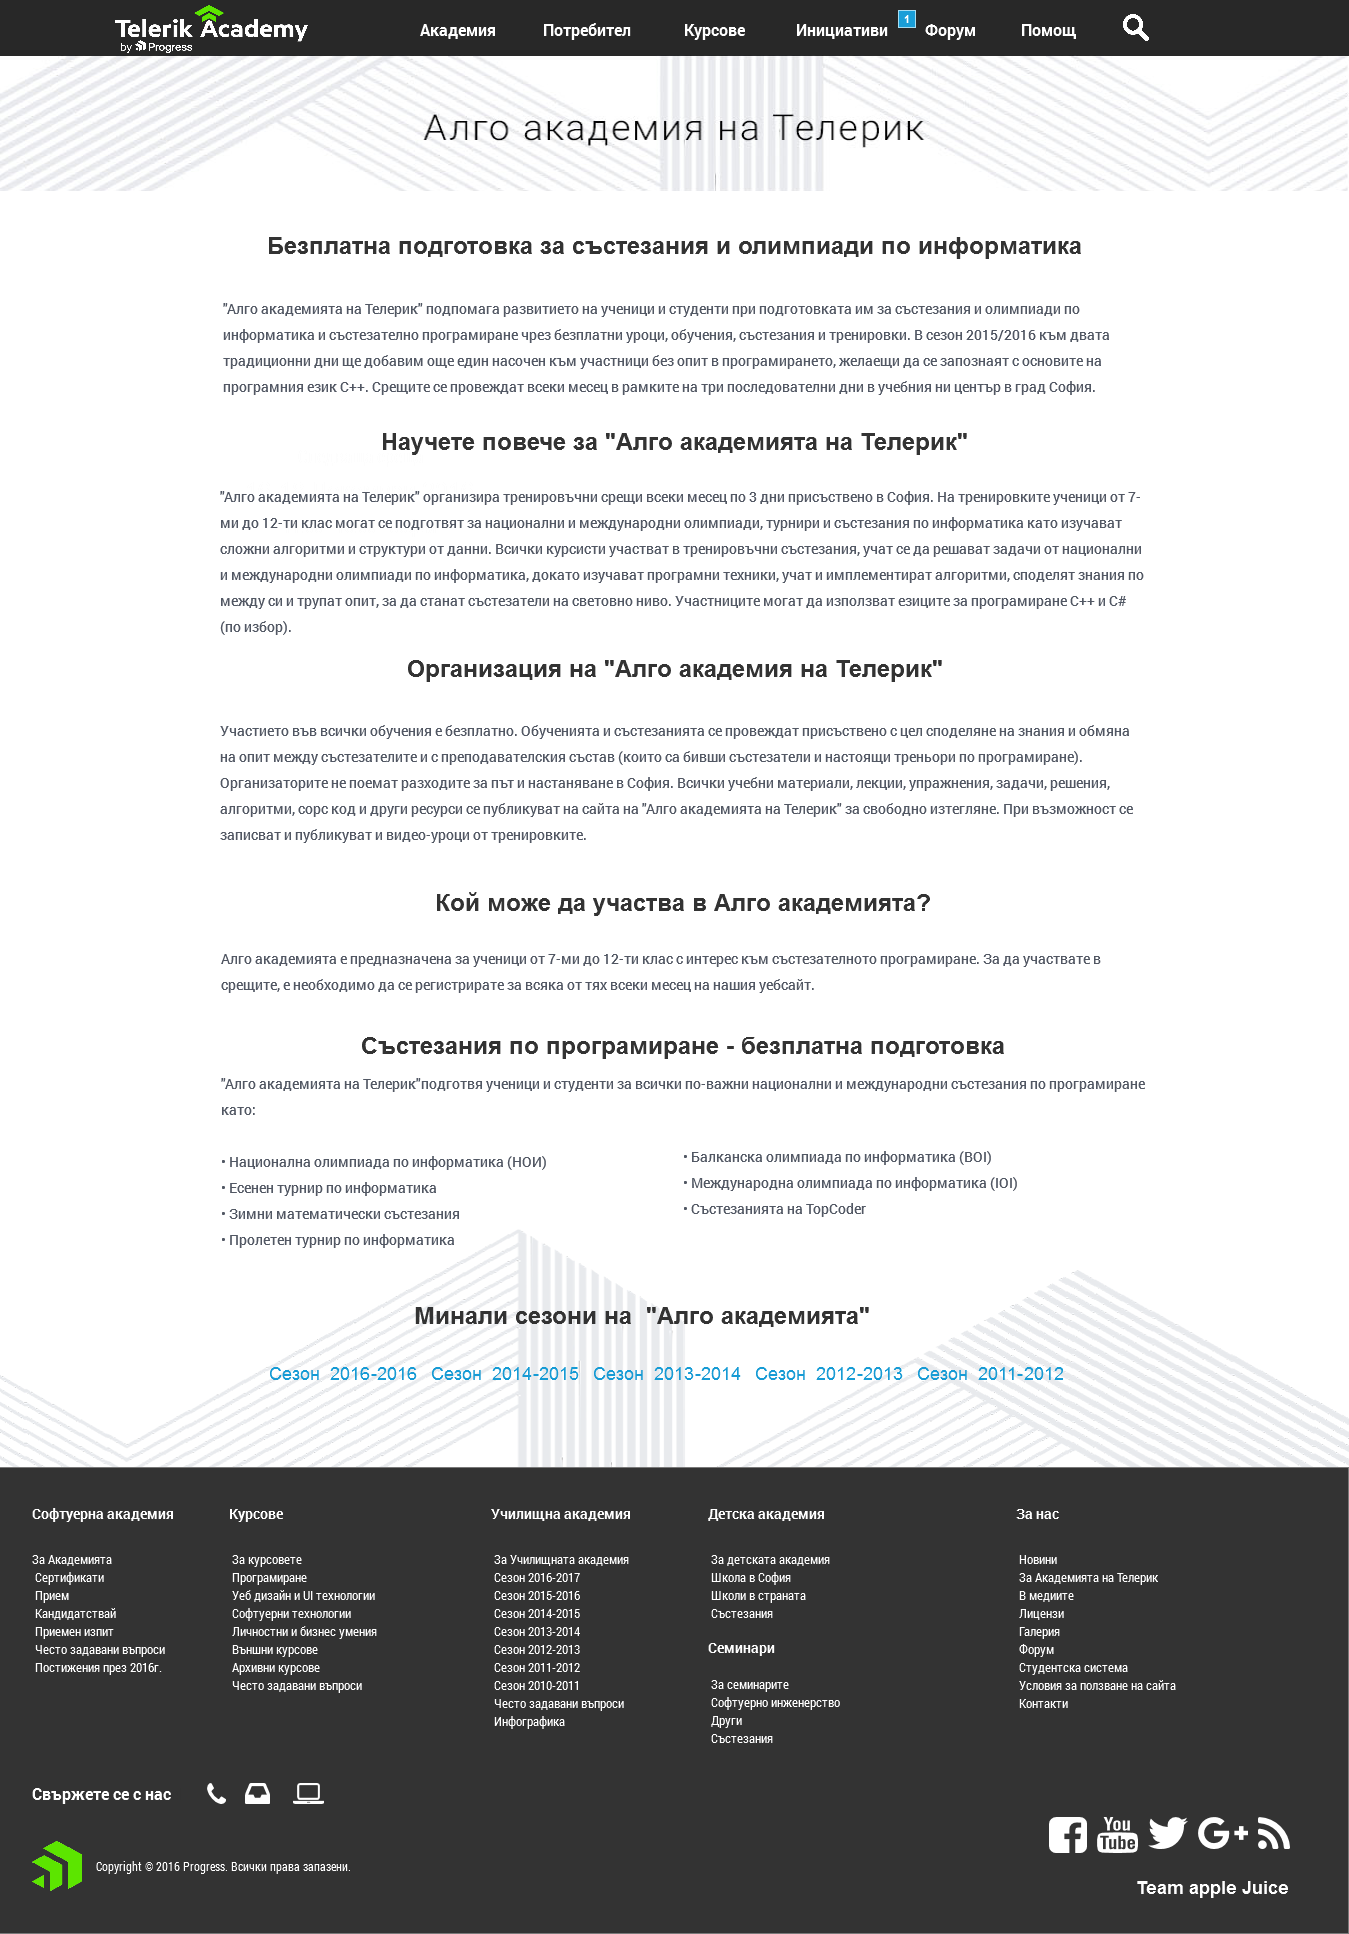 Telerik Academy
by Progress
Академия Потребител Курсове Инициативи 1 Форум Помощ
Алго академия на Телерик
Безплатна подготовка за състезания и олимпиади по информатика
"Алго академията на Телерик" подпомага развитието на ученици и студенти при подготовката им за състезания и олимпиади по
информатика и състезателно програмиране чрез безплатни уроци, обучения, състезания и тренировки. В сезон 2015/2016 към двата
традиционни дни ще добавим още един насочен към участници без опит в програмирането, желаещи да се запознаят с основите на
програмния език C++. Срещите се провеждат всеки месец в рамките на три последователни дни в учебния ни център в град София.
Научете повече за "Алго академията на Телерик"
"Алго академията на Телерик" организира тренировъчни срещи всеки месец по 3 дни присъствено в София. На тренировките ученици от 7-
ми до 12-ти клас могат се подготвят за национални и международни олимпиади, турнири и състезания по информатика като изучават
сложни алгоритми и структури от данни. Всички курсисти участват в тренировъчни състезания, учат се да решават задачи от национални
и международни олимпиади по информатика, докато изучават програмни техники, учат и имплементират алгоритми, споделят знания по
между си и трупат опит, за да станат състезатели на световно ниво. Участниците могат да използват езиците за програмиране C++ и C#
(по избор).
Организация на "Алго академия на Телерик"
Участието във всички обучения е безплатно. Обученията и състезанията се провеждат присъствено с цел споделяне на знания и обмяна
на опит между състезателите и с преподавателския състав (които са бивши състезатели и настоящи треньори по програмиране).
Организаторите не поемат разходите за път и настаняване в София. Всички учебни материали, лекции, упражнения, задачи, решения,
алгоритми, сорс код и други ресурси се публикуват на сайта на "Алго академията на Телерик" за свободно изтегляне. При възможност се
записват и публикуват и видео-уроци от тренировките.
Кой може да участва в Алго академията?
Алго академията е предназначена за ученици от 7-ми до 12-ти клас с интерес към състезателното програмиране. За да участвате в
срещите, е необходимо да се регистрирате за всяка от тях всеки месец на нашия уебсайт.
Състезания по програмиране - безплатна подготовка
"Алго академията на Телерик"подготвя ученици и студенти за всички по-важни национални и международни състезания по програмиране
като:
• Национална олимпиада по информатика (НОИ)
• Есенен турнир по информатика
• Зимни математически състезания
• Пролетен турнир по информатика
• Балканска олимпиада по информатика (BOI)
• Международна олимпиада по информатика (IOI)
• Състезанията на TopCoder
Минали сезони на "Алго академията"
Сезон 2016-2016 Сезон 2014-2015 Сезон 2013-2014 Сезон 2012-2013 Сезон 2011-2012
Софтуерна академия
За Академията
Сертификати
Прием
Кандидатствай
Приемен изпит
Често задавани въпроси
Постижения през 2016г.
Курсове
За курсовете
Програмиране
Уеб дизайн и UI технологии
Софтуерни технологии
Личностни и бизнес умения
Външни курсове
Архивни курсове
Често задавани въпроси
Училищна академия
За Училищната академия
Сезон 2016-2017
Сезон 2015-2016
Сезон 2014-2015
Сезон 2013-2014
Сезон 2012-2013
Сезон 2011-2012
Сезон 2010-2011
Често задавани въпроси
Инфографика
Детска академия
За детската академия
Школа в София
Школи в страната
Състезания
Семинари
За семинарите
Софтуерно инженерство
Други
Състезания
За нас
Новини
За Академията на Телерик
В медиите
Лицензи
Галерия
Форум
Студентска система
Условия за ползване на сайта
Контакти
Свържете се с нас
You
Tube
G+
Copyright © 2016 Progress. Всички права запазени.
Team apple Juice